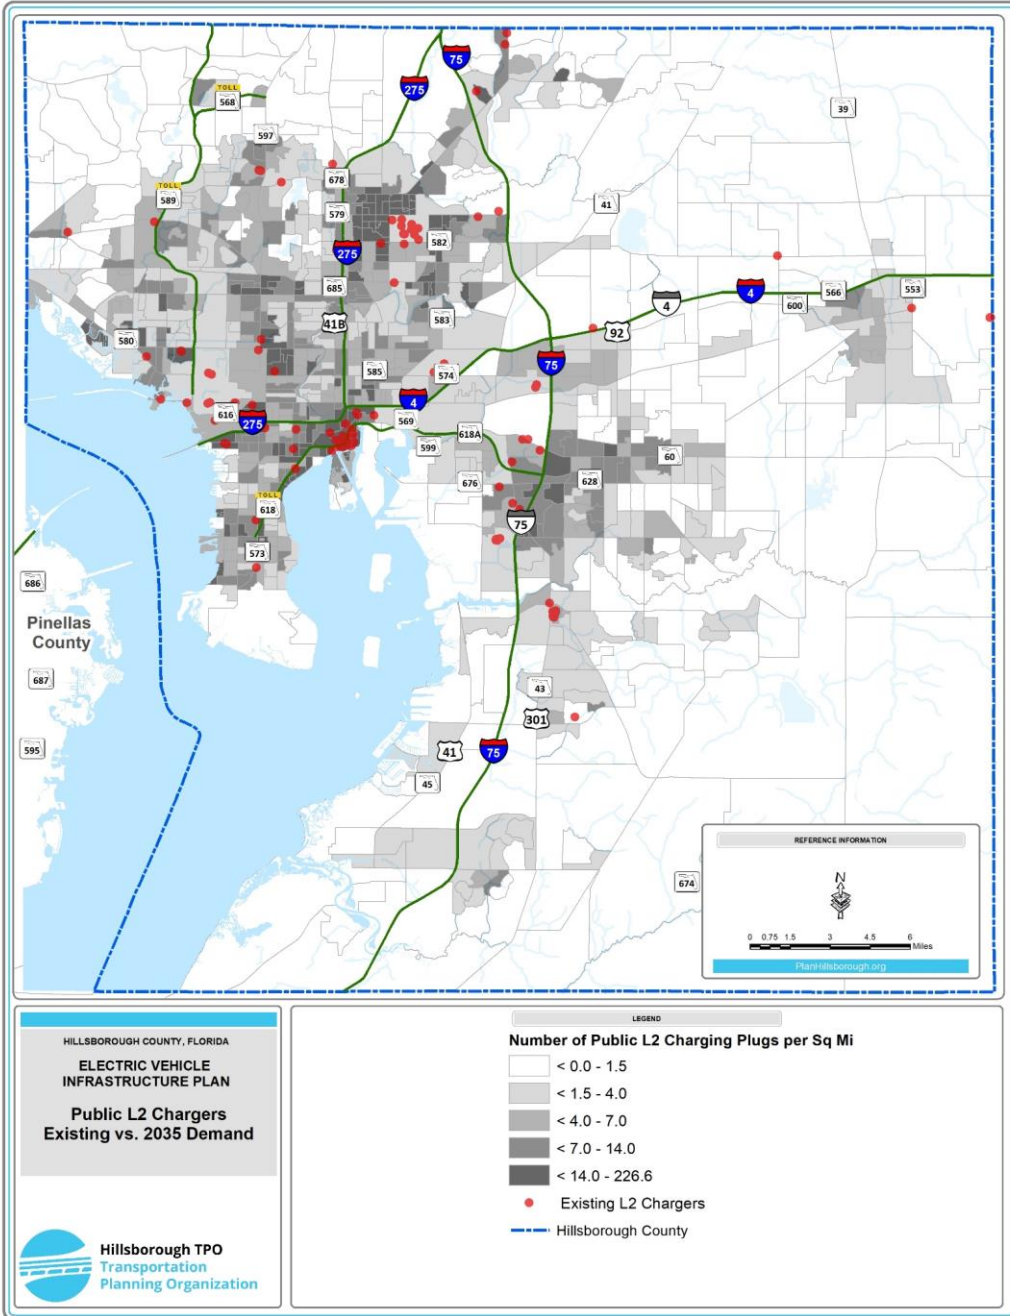 75
275
TOLL
568
39
597
678
TOLL
589
579
41
582
275
685
4
566
553
600
4
41B
583
92
580
585
574
75
4
616
275
569
618A
599
60
676
628
TOLL
618
75
573
686
Pinellas
County
687
43
301
595
41
75
45
674
REFERENCE INFORMATION
N
0 0.75 1.5 3 4.5 6
Miles
PlanHillsborough.org
HILLSBOROUGH COUNTY, FLORIDA
ELECTRIC VEHICLE
INFRASTRUCTURE PLAN
Public L2 Chargers
Existing vs. 2035 Demand
Hillsborough TPO
Transportation
Planning Organization
LEGEND
Number of Public L2 Charging Plugs per Sq Mi
< 0.0 - 1.5
< 1.5 - 4.0
< 4.0 - 7.0
< 7.0 - 14.0
< 14.0 - 226.6
Existing L2 Chargers
Hillsborough County